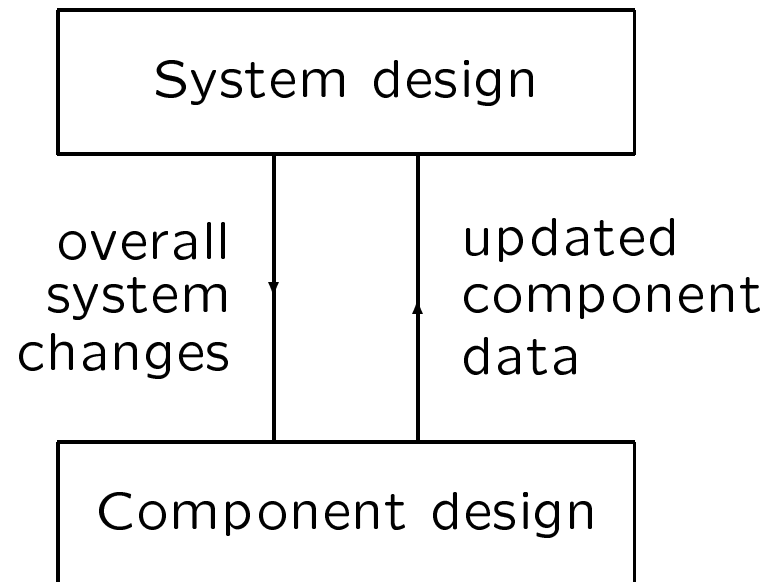 System design
overall
system
changes
updated
component
data
Component design